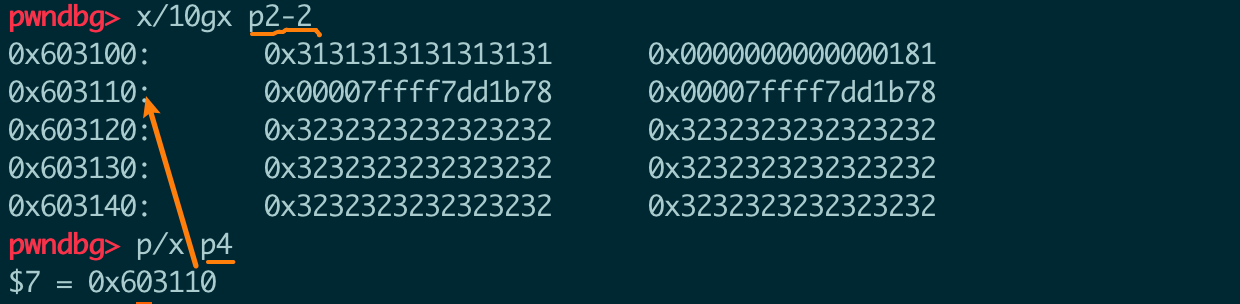 pwndbg> x/10gx p2-2
0x603100: 0x3131313131313131 0x0000000000000181
0x603110: 0x00007ffff7dd1b78 0x00007ffff7dd1b78
0x603120: 0x3232323232323232 0x3232323232323232
0x603130: 0x3232323232323232 0x3232323232323232
0x603140: 0x3232323232323232 0x3232323232323232
pwndbg> p/x p4
$7 = 0x603110